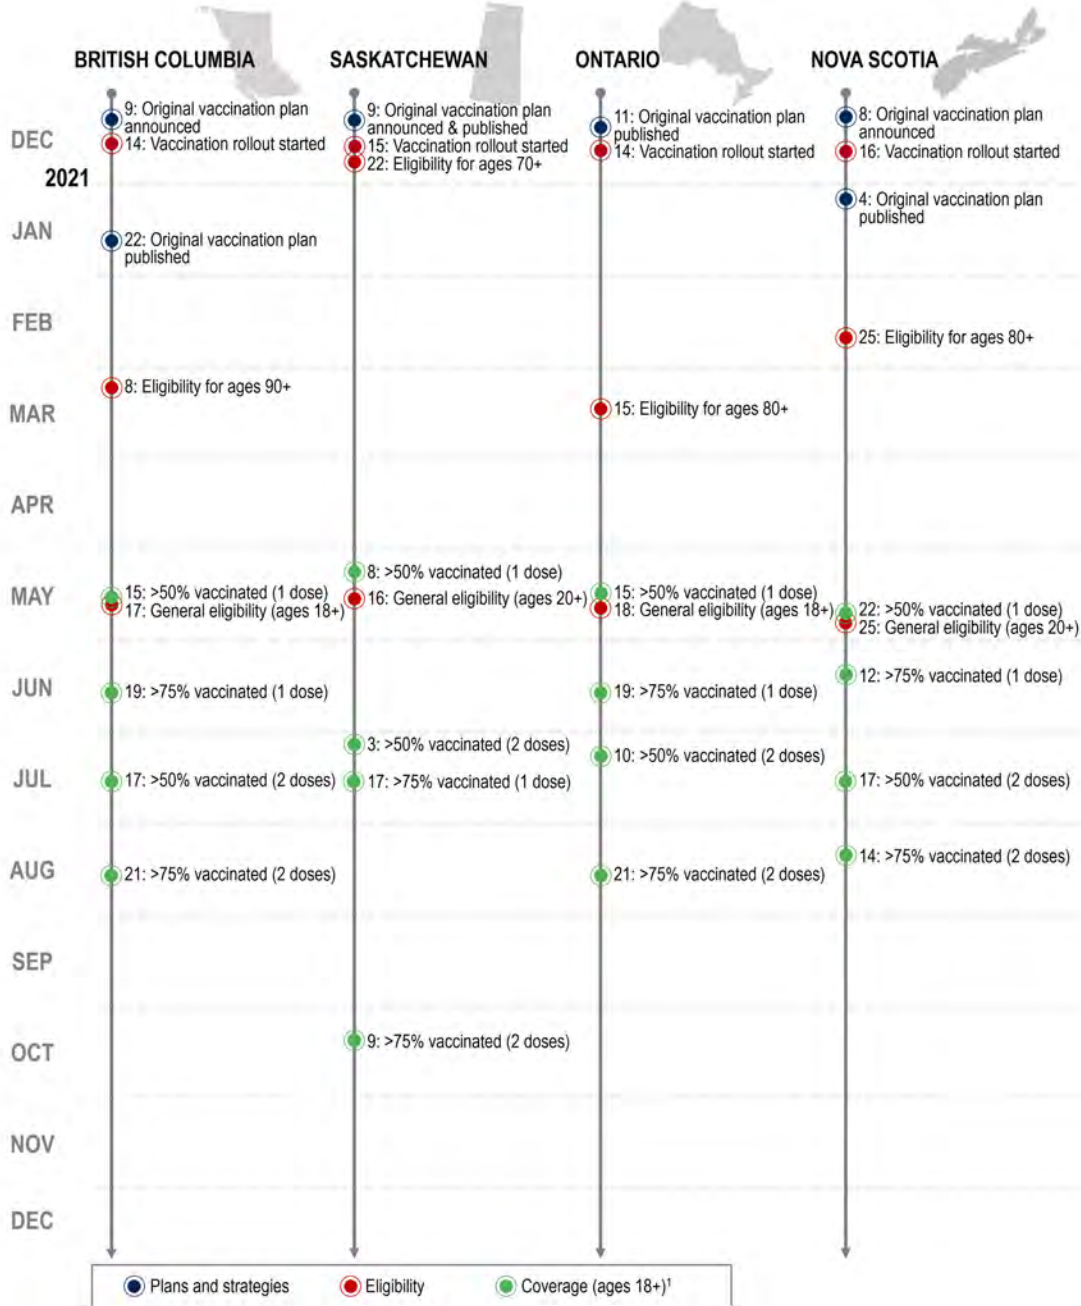 BRITISH COLUMBIA
SASKATCHEWAN
ONTARIO
NOVA SCOTIA
DEC
9: Original vaccination plan
announced
14: Vaccination rollout started
9: Original vaccination plan
announced & published
15: Vaccination rollout started
22: Eligibility for ages 70+
11: Original vaccination plan
published
14: Vaccination rollout started
8: Original vaccination plan
announced
16: Vaccination rollout started
2021
JAN
22: Original vaccination plan
published
4: Original vaccination plan
published
FEB
25: Eligibility for ages 80+
MAR
8: Eligibility for ages 90+
15: Eligibility for ages 80+
APR
MAY
15: >50% vaccinated (1 dose)
17: General eligibility (ages 18+)
8: >50% vaccinated (1 dose)
16: General eligibility (ages 20+)
15: >50% vaccinated (1 dose)
18: General eligibility (ages 18+)
22: >50% vaccinated (1 dose)
25: General eligibility (ages 20+)
JUN
19: >75% vaccinated (1 dose)
19: >75% vaccinated (1 dose)
12: >75% vaccinated (1 dose)
JUL
17: >50% vaccinated (2 doses)
3: >50% vaccinated (2 doses)
17: >75% vaccinated (1 dose)
10: >50% vaccinated (2 doses)
17: >50% vaccinated (2 doses)
AUG
21: >75% vaccinated (2 doses)
21: >75% vaccinated (2 doses)
14: >75% vaccinated (2 doses)
SEP
OCT
9: >75% vaccinated (2 doses)
NOV
DEC
Plans and strategies
Eligibility
Coverage (ages 18+)¹